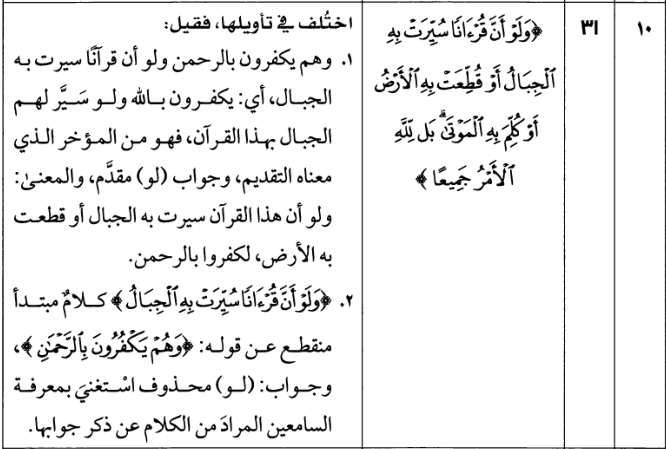 ١٠
٣١
﴿وَلَوْ أَنَّ قُرْءَانًا سُيِّرَتْ بِهِ
ٱلْجِبَالُ أَوْ قُطِّعَتْ بِهِ ٱلْأَرْضُ
أَوْ كُلِّمَ بِهِ ٱلْمَوْتَىٰۗ بَل لِّلَّهِ
ٱلْأَمْرُ جَمِيعًا﴾
اختُلف في تأويلها، فقيل:
١. وهم يكفرون بالرحمن ولو أن قرآنًا سيرت به
الجبال، أي: يكفرون بالله ولو سَيَّر لهم
الجبال بهذا القرآن، فهو من المؤخر الذي
معناه التقديم، وجواب (لو) مقدَّم، والمعنىٰ:
ولو أن هذا القرآن سيرت به الجبال أو قطعت
به الأرض، لكفروا بالرحمن.
٢. ﴿وَلَوْ أَنَّ قُرْءَانًا سُيِّرَتْ بِهِ ٱلْجِبَالُ﴾ كلامٌ مبتدأ
منقطع عن قوله: ﴿وَهُمْ يَكْفُرُونَ بِٱلرَّحْمَٰنِ﴾،
وجواب: (لو) محذوف اسْتغنيَ بمعرفة
السامعين المرادَ من الكلام عن ذكر جوابها.